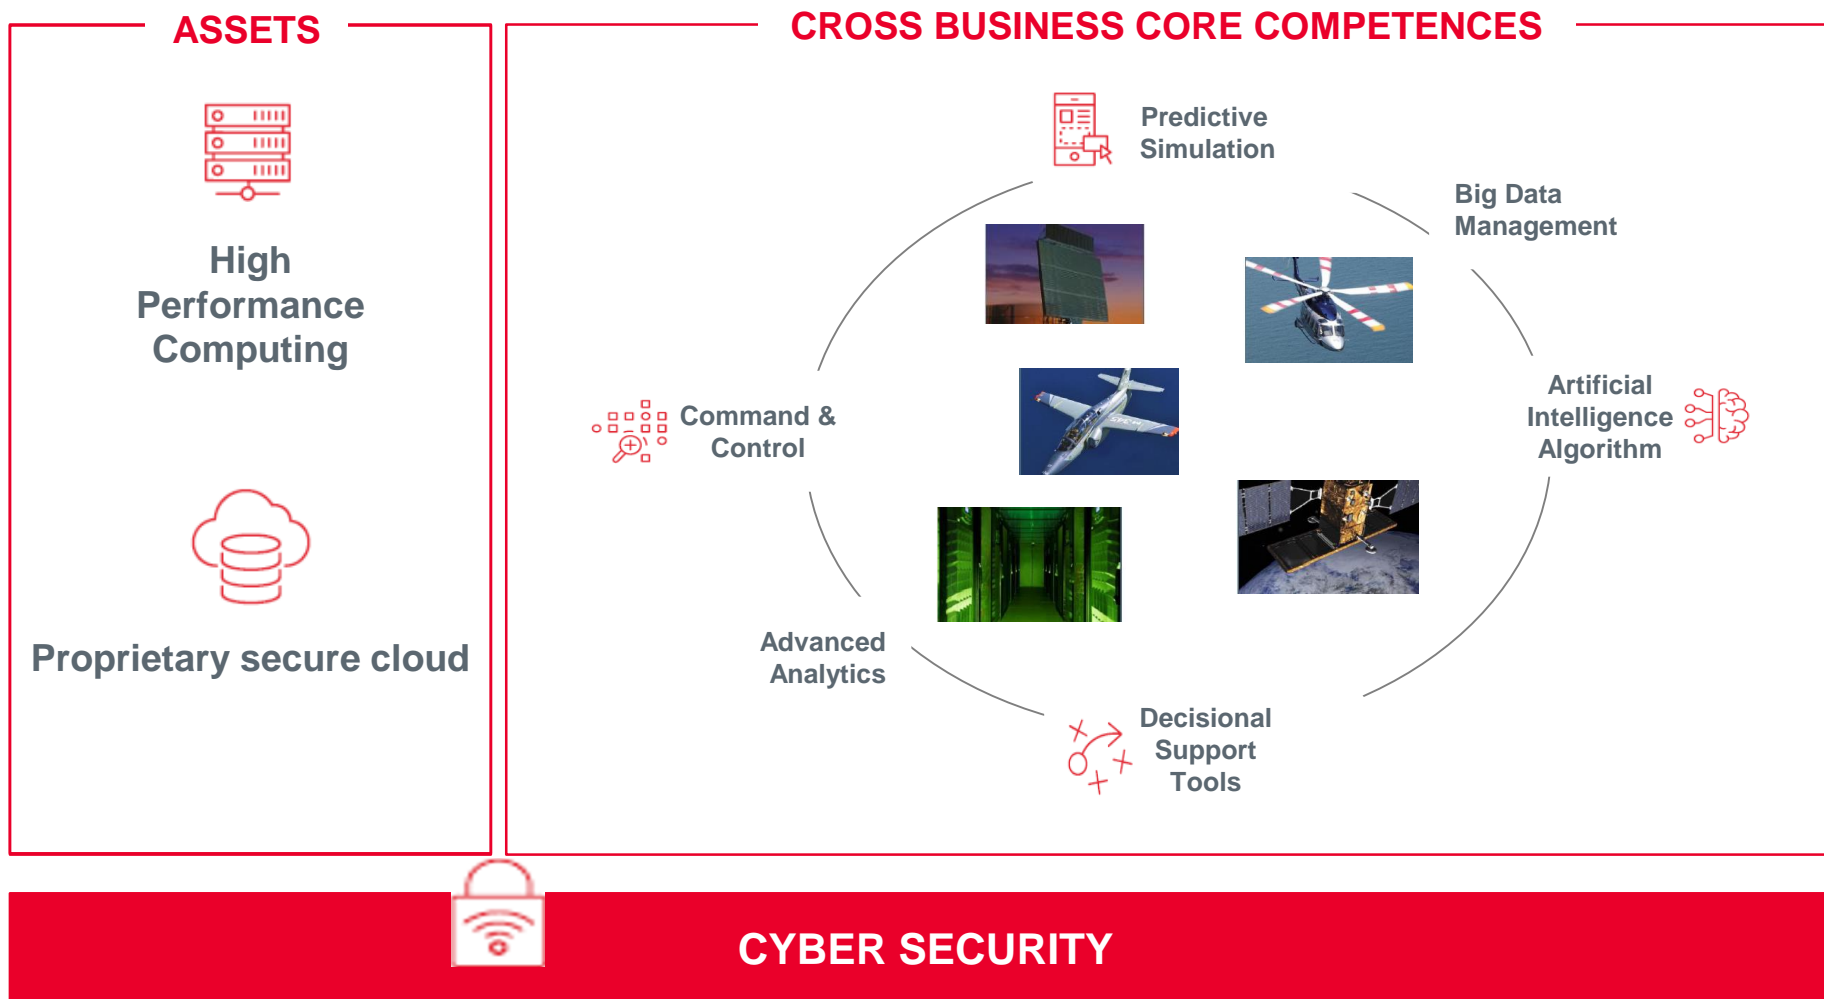 ASSETS
High
Performance
Computing
Proprietary secure cloud
CROSS BUSINESS CORE COMPETENCES
Predictive
Simulation
Big Data
Management
Artificial
Intelligence
Algorithm
Command &
Control
Advanced
Analytics
Decisional
Support
Tools
CYBER SECURITY